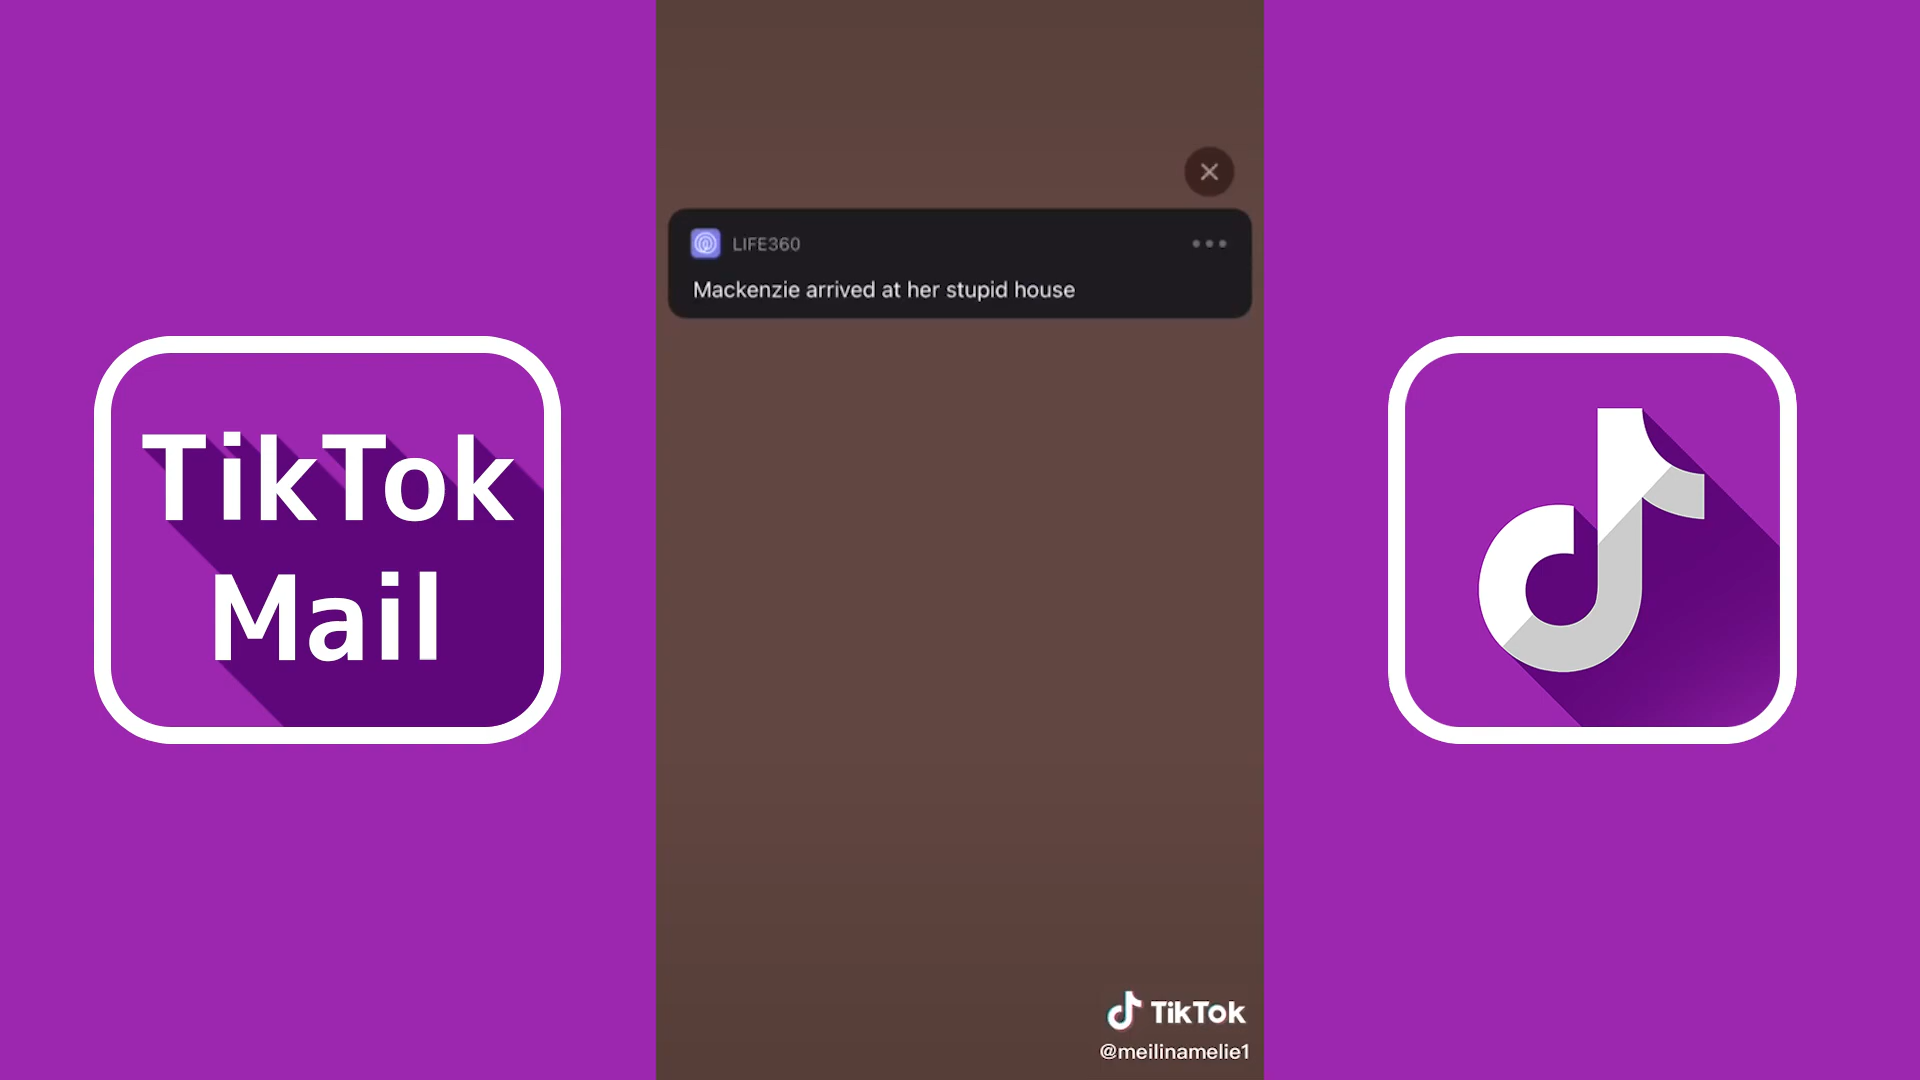 TikTok
Mail
LIFE360
Mackenzie arrived at her stupid house
TikTok
@meilinamelie1